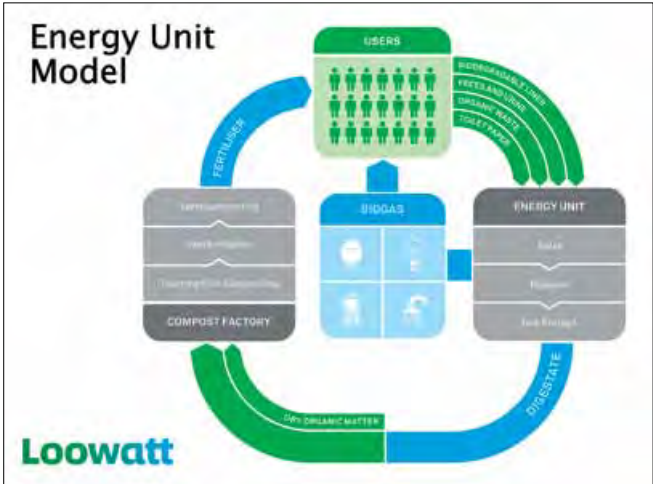 Energy Unit
Model
USERS
BIODEGRADABLE LINER
FAECES AND URINE
ORGANIC WASTE
TOILET PAPER
FERTILISER
BIOGAS
ENERGY UNIT
COMPOST FACTORY
DIGESTATE
DRY ORGANIC MATTER
Loowatt